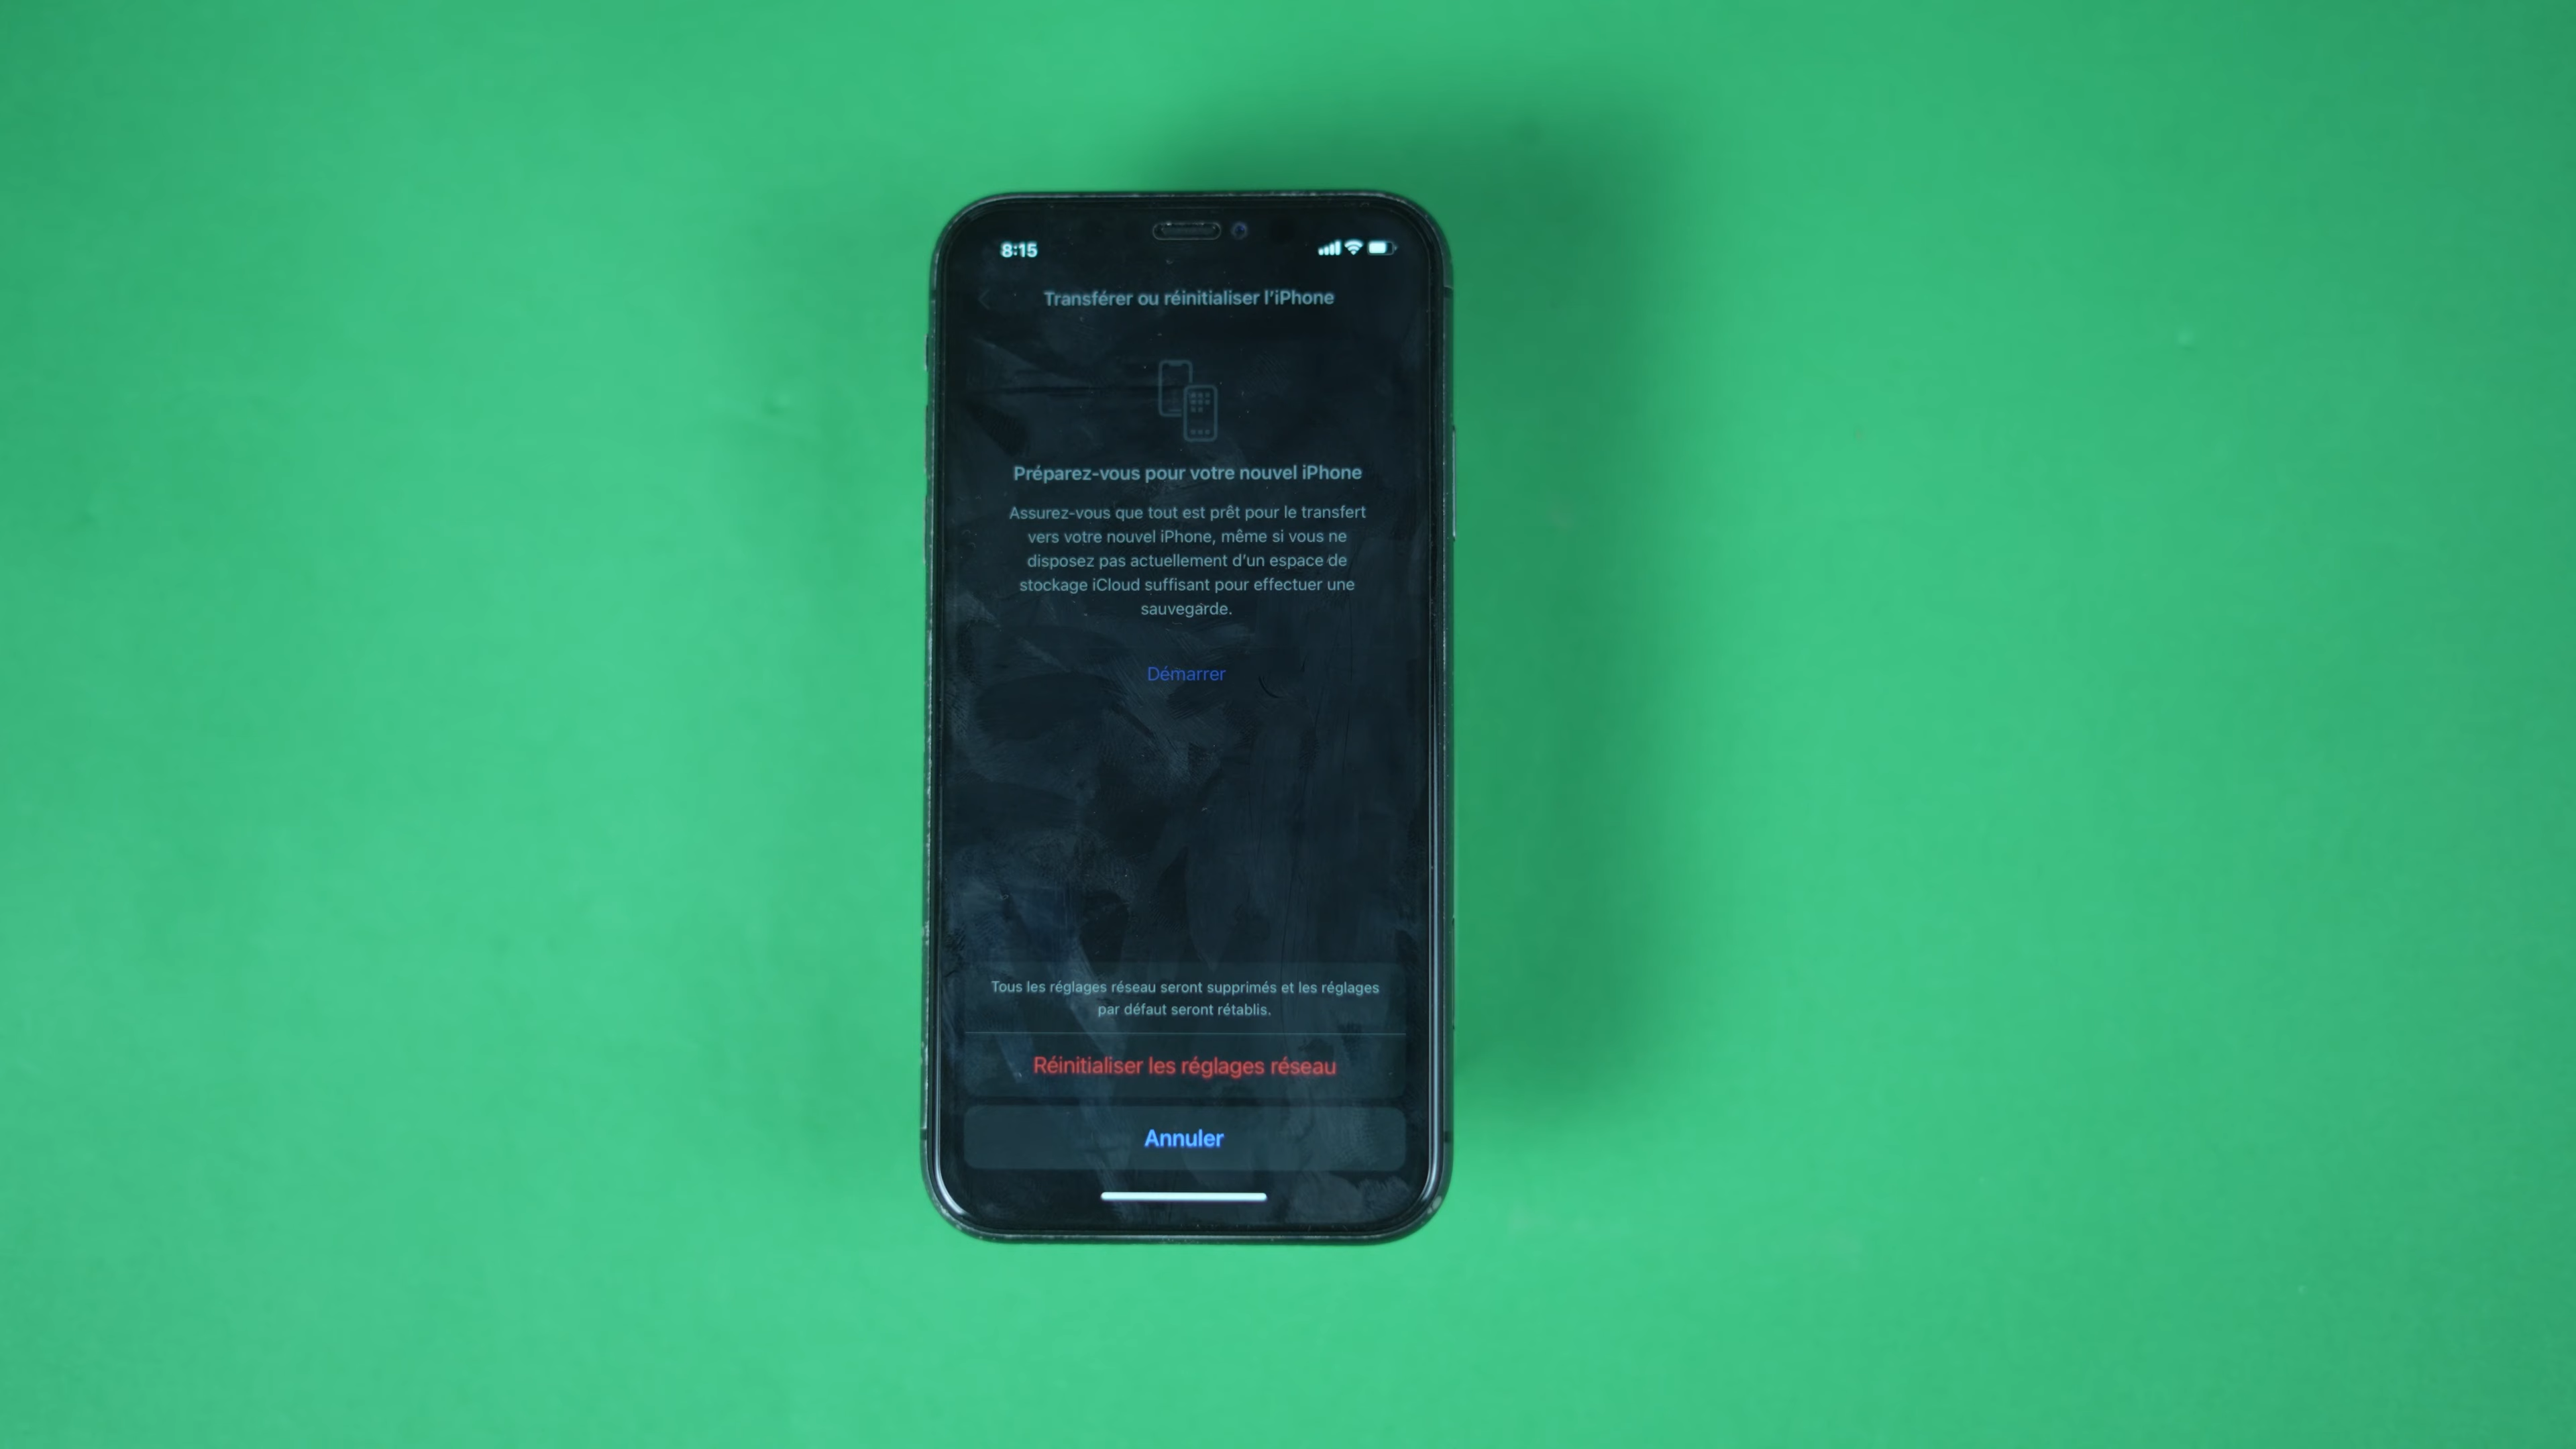 8:15
Transférer ou réinitialiser l’iPhone
Préparez-vous pour votre nouvel iPhone
Assurez-vous que tout est prêt pour le transfert
vers votre nouvel iPhone, même si vous ne
disposez pas actuellement d’un espace de
stockage iCloud suffisant pour effectuer une
sauvegarde.
Démarrer
Tous les réglages réseau seront supprimés et les réglages
par défaut seront rétablis.
Réinitialiser les réglages réseau
Annuler